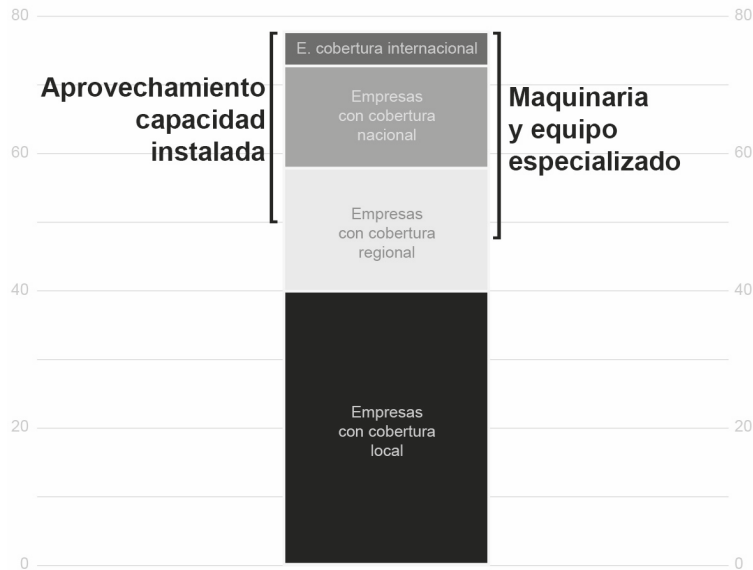 80
80
E. cobertura internacional
Aprovechamiento
capacidad
instalada
Empresas
con cobertura
nacional
Maquinaria
y equipo
especializado
60
60
Empresas
con cobertura
regional
40
40
Empresas
con cobertura
local
20
20
0
0